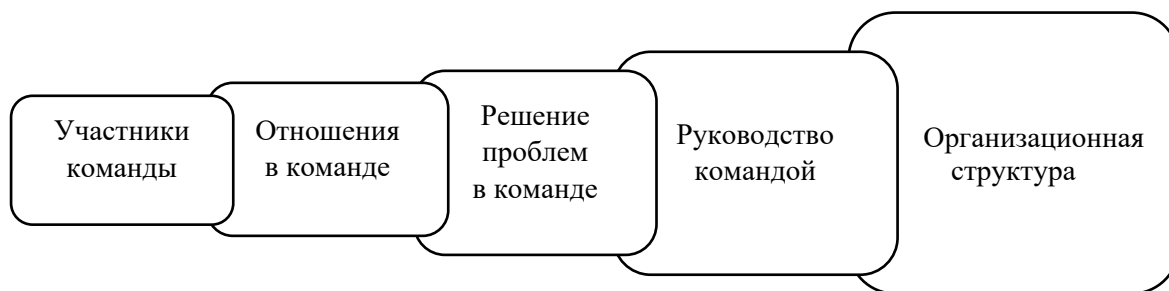 Участники
команды
Отношения
в команде
Решение
проблем
в команде
Руководство
командой
Организационная
структура